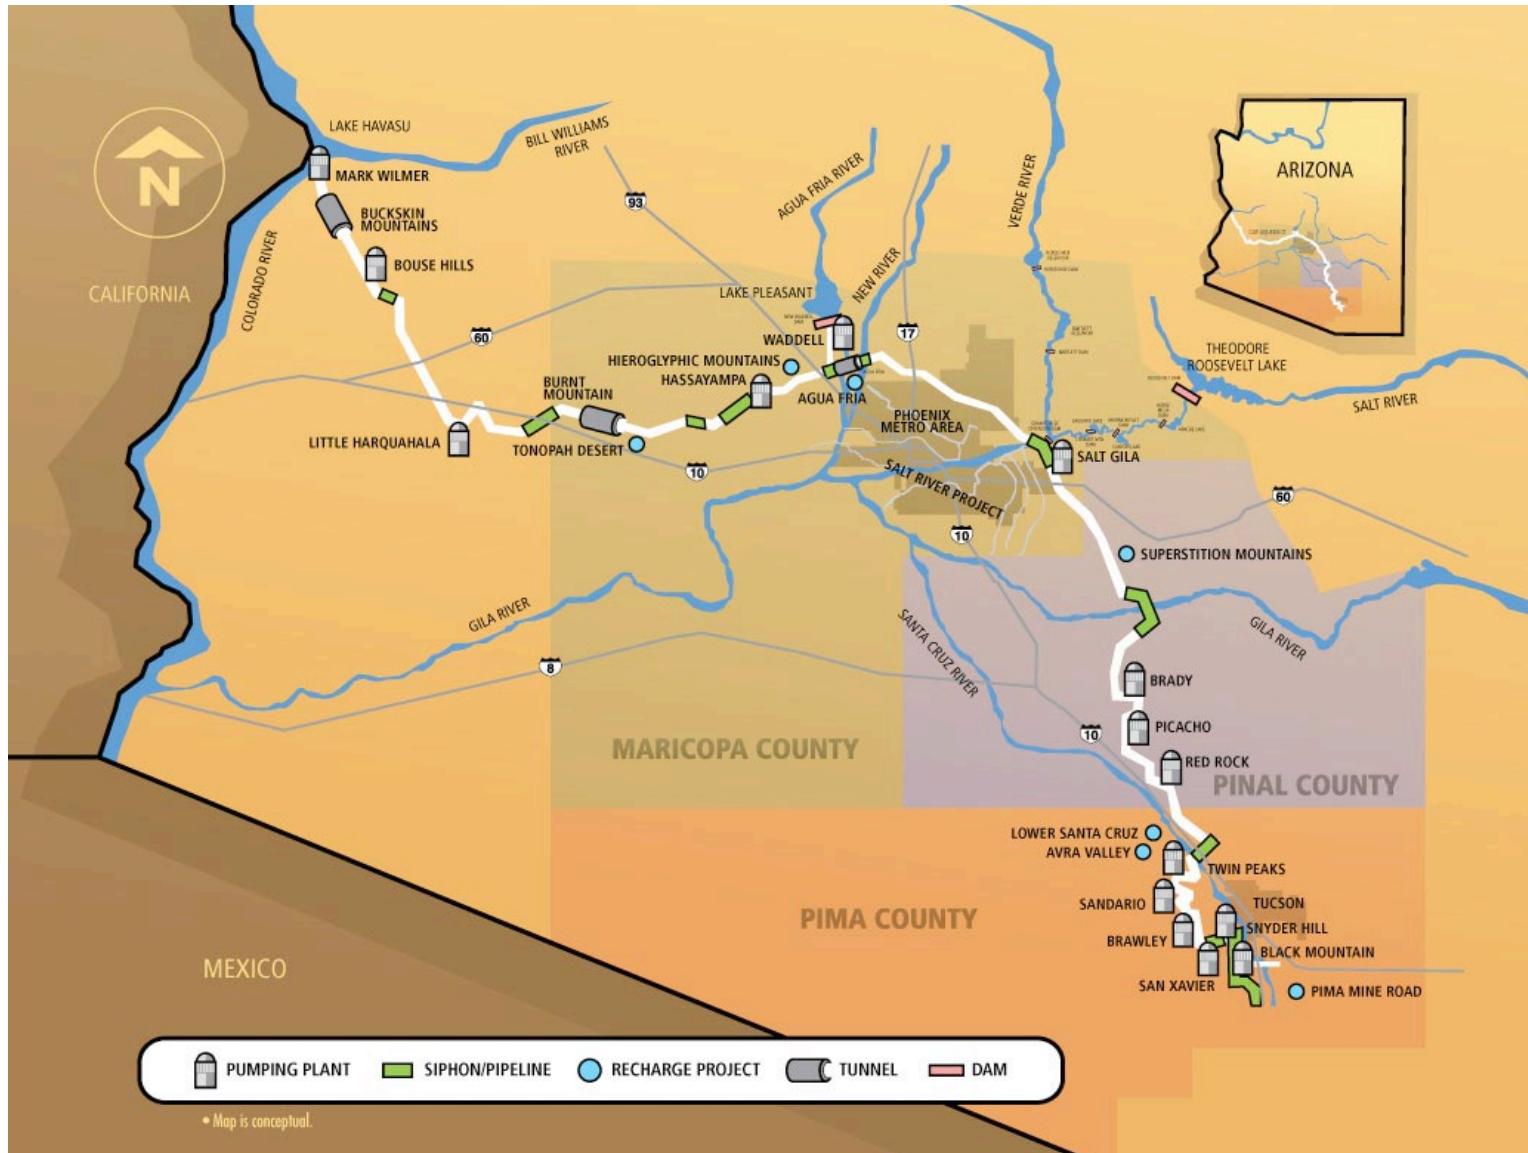 LAKE HAVASU
BILL WILLIAMS
RIVER
MARK WILMER
N
BUCKSKIN
MOUNTAINS
93
AGUA FRIA RIVER
VERDE RIVER
ARIZONA
BOUSE HILLS
COLORADO RIVER
CALIFORNIA
NEW RIVER
LAKE PLEASANT
60
WADDELL
17
THEODORE
ROOSEVELT LAKE
HIEROGLYPHIC MOUNTAINS
HASSAYAMPA
BURNT
MOUNTAIN
AGUA FRIA
PHOENIX
METRO AREA
SALT RIVER
LITTLE HARQUAHALA
TONOPAH DESERT
10
SALT GILA
SALT RIVER PROJECT
60
10
SUPERSTITION MOUNTAINS
GILA RIVER
SANTA CRUZ RIVER
GILA RIVER
8
BRADY
PICACHO
10
MARICOPA COUNTY
RED ROCK
PINAL COUNTY
LOWER SANTA CRUZ
AVRA VALLEY
TWIN PEAKS
SANDARIO
TUCSON
PIMA COUNTY
SNYDER HILL
BRAWLEY
BLACK MOUNTAIN
MEXICO
SAN XAVIER
PIMA MINE ROAD
PUMPING PLANT
SIPHON/PIPELINE
RECHARGE PROJECT
TUNNEL
DAM
• Map is conceptual.